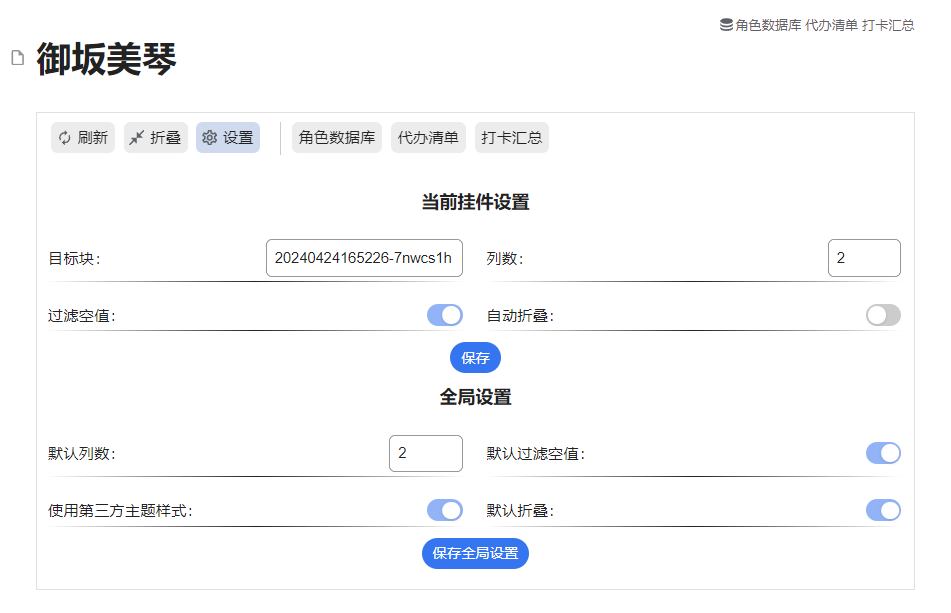 角色数据库 代办清单 打卡汇总
御坂美琴
刷新 折叠 设置 角色数据库 代办清单 打卡汇总
当前挂件设置
目标块: 20240424165226-7nwcs1h 列数: 2
过滤空值: 自动折叠:
保存
全局设置
默认列数: 2 默认过滤空值:
使用第三方主题样式: 默认折叠:
保存全局设置